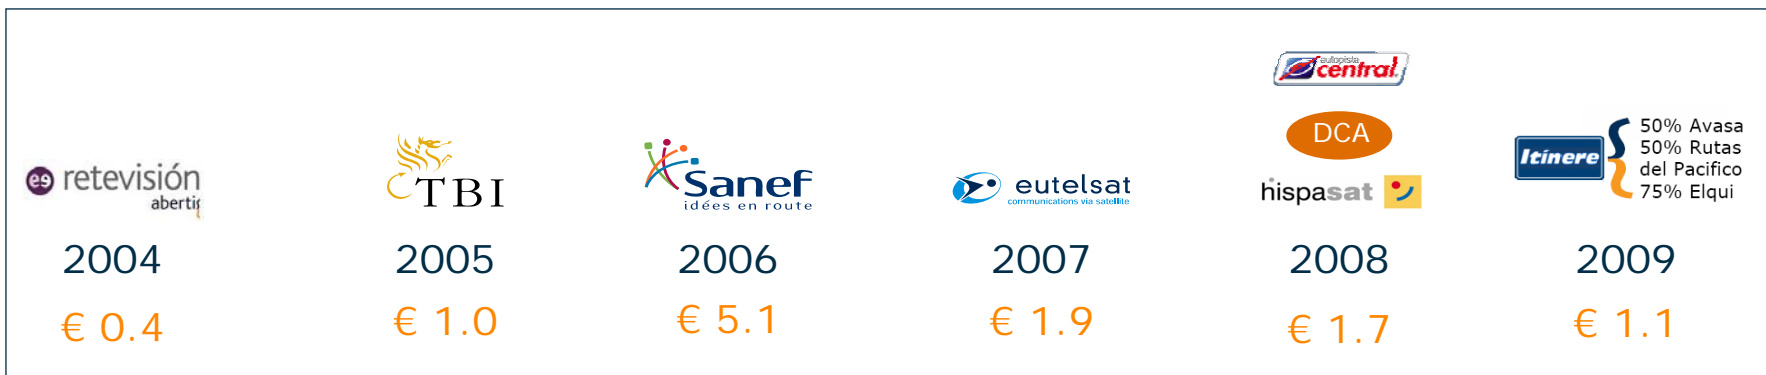 retevisión
abertis
2004
€ 0.4
TBI
2005
€ 1.0
Sanef
idées en route
2006
€ 5.1
eutelsat
communications via satellite
2007
€ 1.9
autopista
central
DCA
hispasat
2008
€ 1.7
Itínere
50% Avasa
50% Rutas
del Pacifico
75% Elqui
2009
€ 1.1